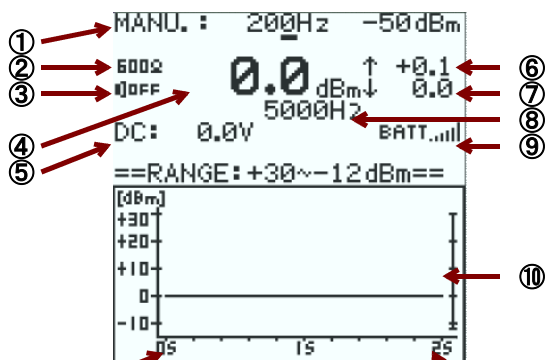 MANU.: 200Hz -50dBm
①
② 600Ω 0.0 dBm ↑ +0.1 ⑥
③ OFF ↓ 0.0 ⑦
④ 5000Hz ⑧
⑤ DC: 0.0V BATT. ⑨
==RANGE:+30~-12dBm==
[dBm]
+30
+20
+10 ⑩
0
-10
0s 1s 2s